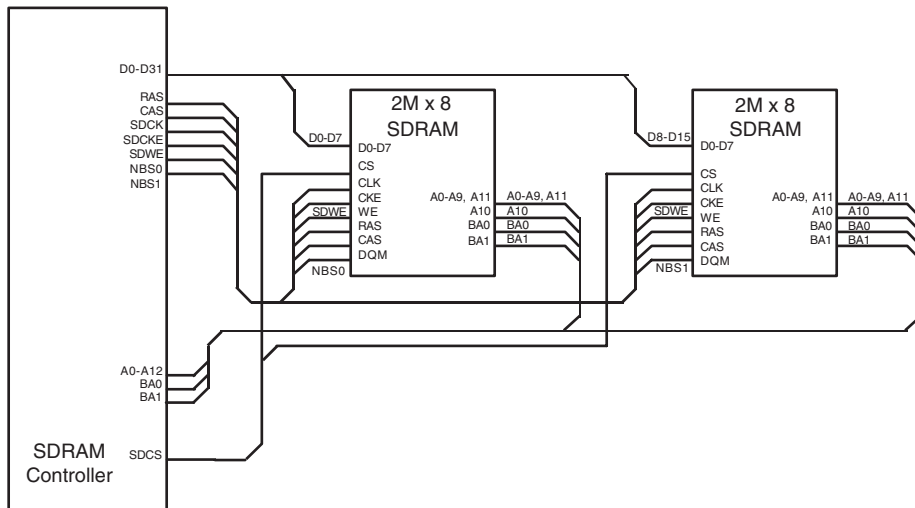 D0-D31
RAS
CAS
SDCK
SDCKE
SDWE
NBS0
NBS1
A0-A12
BA0
BA1
SDCS
SDRAM
Controller
2M x 8
SDRAM
D0-D7
D0-D7
CS
CLK
CKE
SDWE
WE
RAS
CAS
DQM
NBS0
A0-A9, A11
A10
BA0
BA1
A0-A9, A11
A10
BA0
BA1
2M x 8
SDRAM
D8-D15
D0-D7
CS
CLK
CKE
SDWE
WE
RAS
CAS
DQM
NBS1
A0-A9, A11
A10
BA0
BA1
A0-A9, A11
A10
BA0
BA1